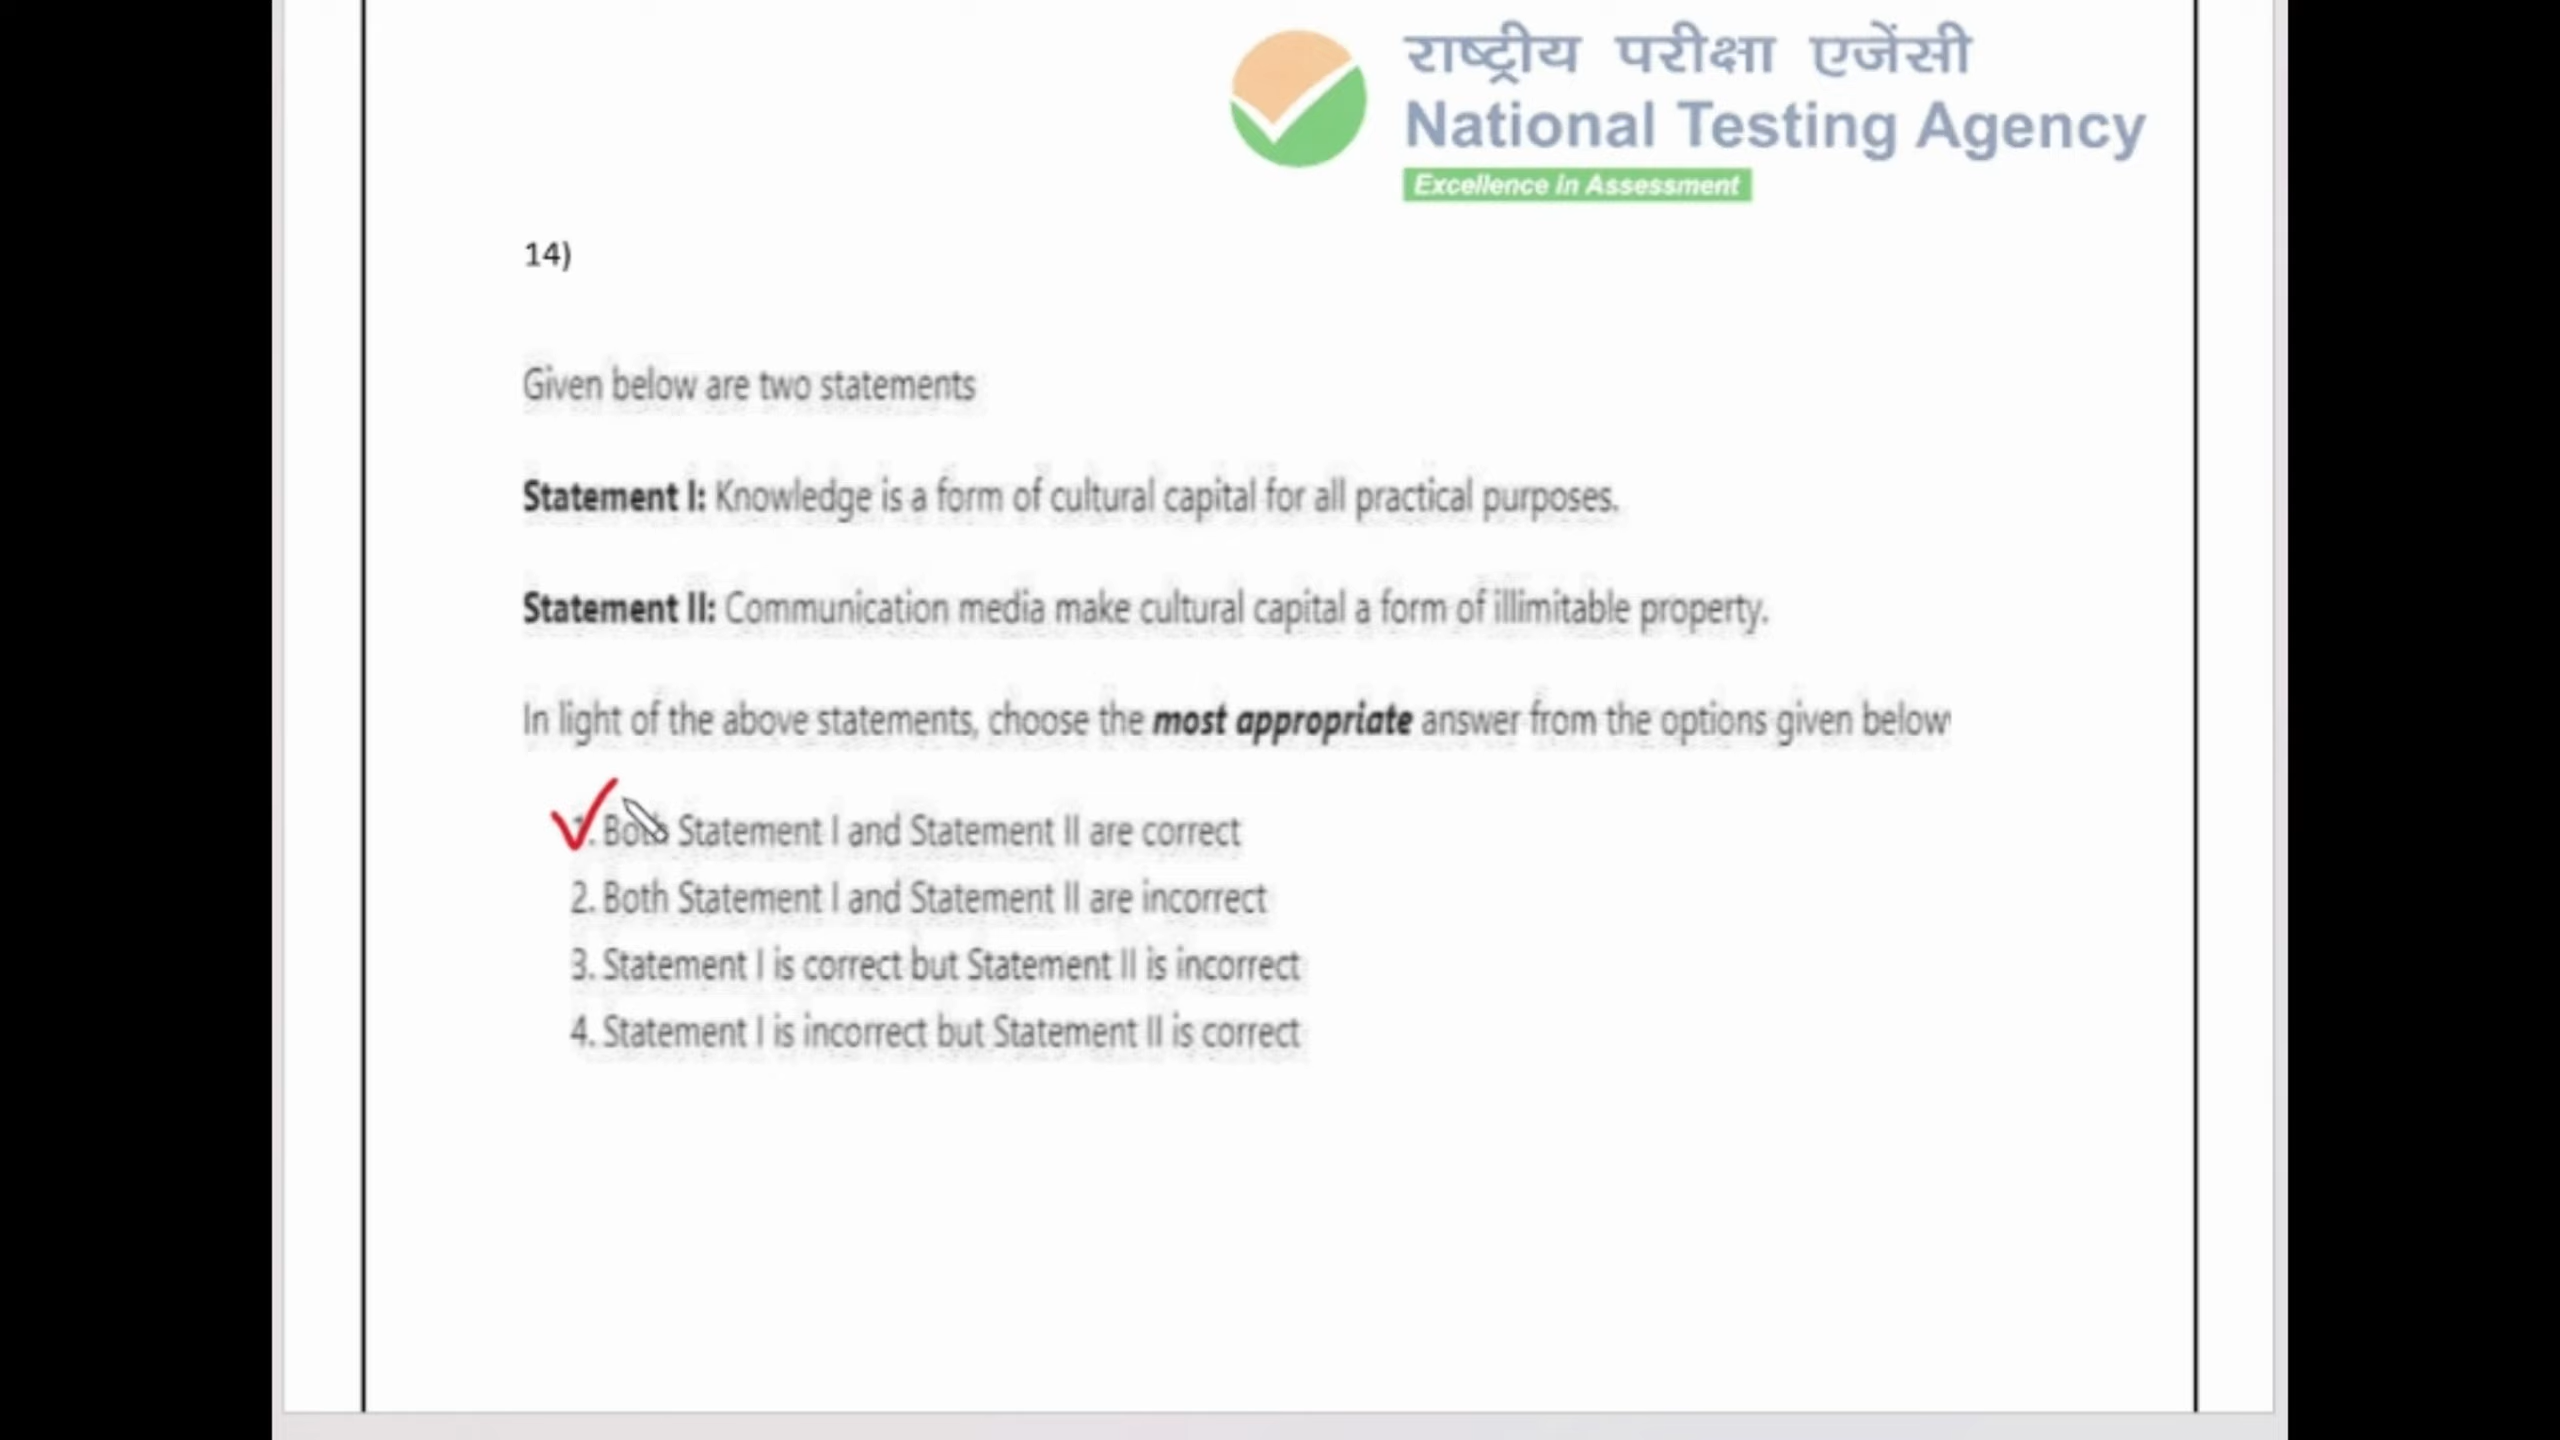 राष्ट्रीय परीक्षा एजेंसी
National Testing Agency
Excellence in Assessment
14)
Given below are two statements
Statement I: Knowledge is a form of cultural capital for all practical purposes.
Statement II: Communication media make cultural capital a form of illimitable property.
In light of the above statements, choose the most appropriate answer from the options given below
1. Both Statement I and Statement II are correct
2. Both Statement I and Statement II are incorrect
3. Statement I is correct but Statement II is incorrect
4. Statement I is incorrect but Statement II is correct